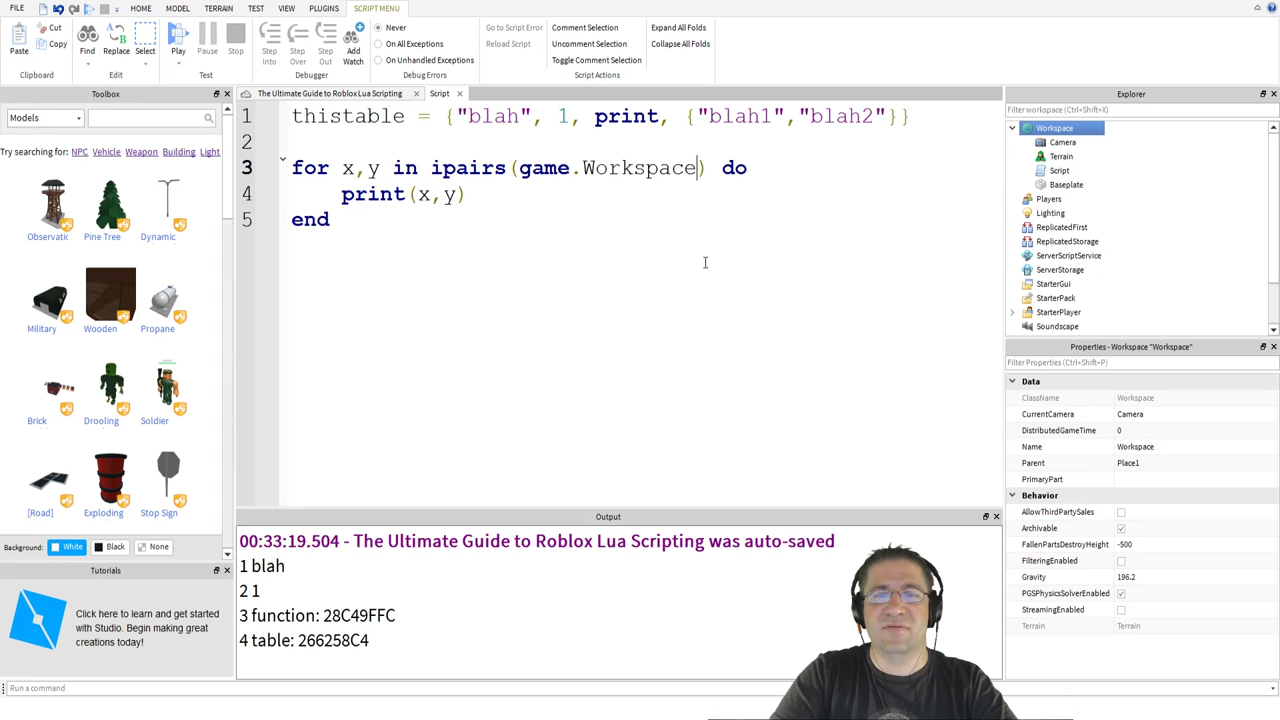 FILE HOME MODEL TERRAIN TEST VIEW PLUGINS SCRIPT MENU
Paste Cut Copy Find Replace Select Play Pause Stop Step Into Step Over Step Out Add Watch
Never
On All Exceptions
On Unhandled Exceptions
Go to Script Error
Reload Script
Comment Selection
Uncomment Selection
Toggle Comment Selection
Expand All Folds
Collapse All Folds
Clipboard Edit Test Debugger Debug Errors Script Actions
Toolbox
Models
Try searching for: NPC Vehicle Weapon Building Light
Observatic Pine Tree Dynamic
Military Wooden Propane
Brick Drooling Soldier
[Road] Exploding Stop Sign
Background: White Black None
Tutorials
Click here to learn and get started
with Studio. Begin making great
creations today!
Run a command
The Ultimate Guide to Roblox Lua Scripting Script
1 thistable = {"blah", 1, print, {"blah1","blah2"}}
2
3 for x,y in ipairs(game.Workspace) do
4 print(x,y)
5 end
Output
00:33:19.504 - The Ultimate Guide to Roblox Lua Scripting was auto-saved
1 blah
2 1
3 function: 28C49FFC
4 table: 266258C4
Explorer
Filter workspace (Ctrl+Shift+X)
Workspace
Camera
Terrain
Script
Baseplate
Players
Lighting
ReplicatedFirst
ReplicatedStorage
ServerScriptService
ServerStorage
StarterGui
StarterPack
StarterPlayer
Soundscape
Properties - Workspace "Workspace"
Filter Properties (Ctrl+Shift+P)
Data
ClassName Workspace
CurrentCamera Camera
DistributedGameTime 0
Name Workspace
Parent Place1
PrimaryPart
Behavior
AllowThirdPartySales
Archivable
FallenPartsDestroyHeight -500
FilteringEnabled
Gravity 196.2
PGSPhysicsSolverEnabled
StreamingEnabled
Terrain Terrain